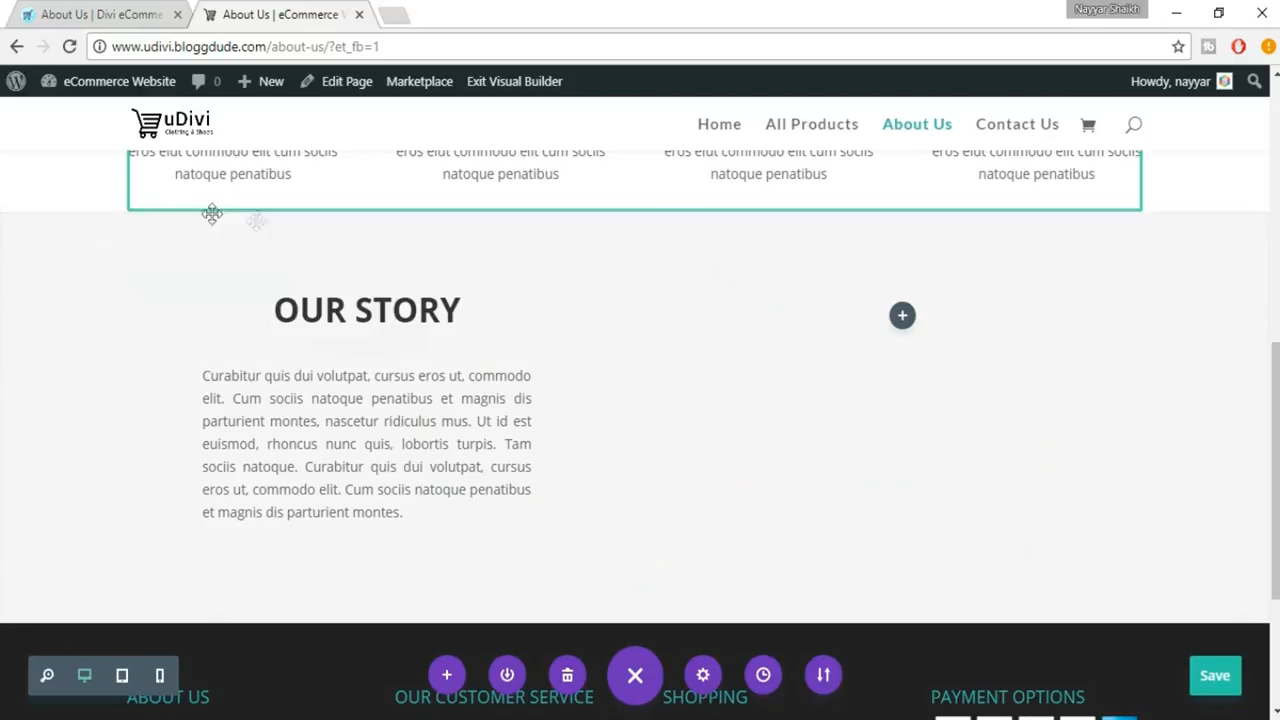 About Us | Divi eComme
About Us | eCommerce
Nayyar Shaikh
www.udivi.bloggdude.com/about-us/?et_fb=1
eCommerce Website 0 New Edit Page Marketplace Exit Visual Builder Howdy, nayyar
uDivi
Clothing & Shoes
Home All Products About Us Contact Us
eros elut commodo elit cum sociis eros elut commodo elit cum sociis eros elut commodo elit cum sociis eros elut commodo elit cum sociis
natoque penatibus natoque penatibus natoque penatibus natoque penatibus
OUR STORY
Curabitur quis dui volutpat, cursus eros ut, commodo
elit. Cum sociis natoque penatibus et magnis dis
parturient montes, nascetur ridiculus mus. Ut id est
euismod, rhoncus nunc quis, lobortis turpis. Tam
sociis natoque. Curabitur quis dui volutpat, cursus
eros ut, commodo elit. Cum sociis natoque penatibus
et magnis dis parturient montes.
Save
ABOUT US OUR CUSTOMER SERVICE SHOPPING PAYMENT OPTIONS